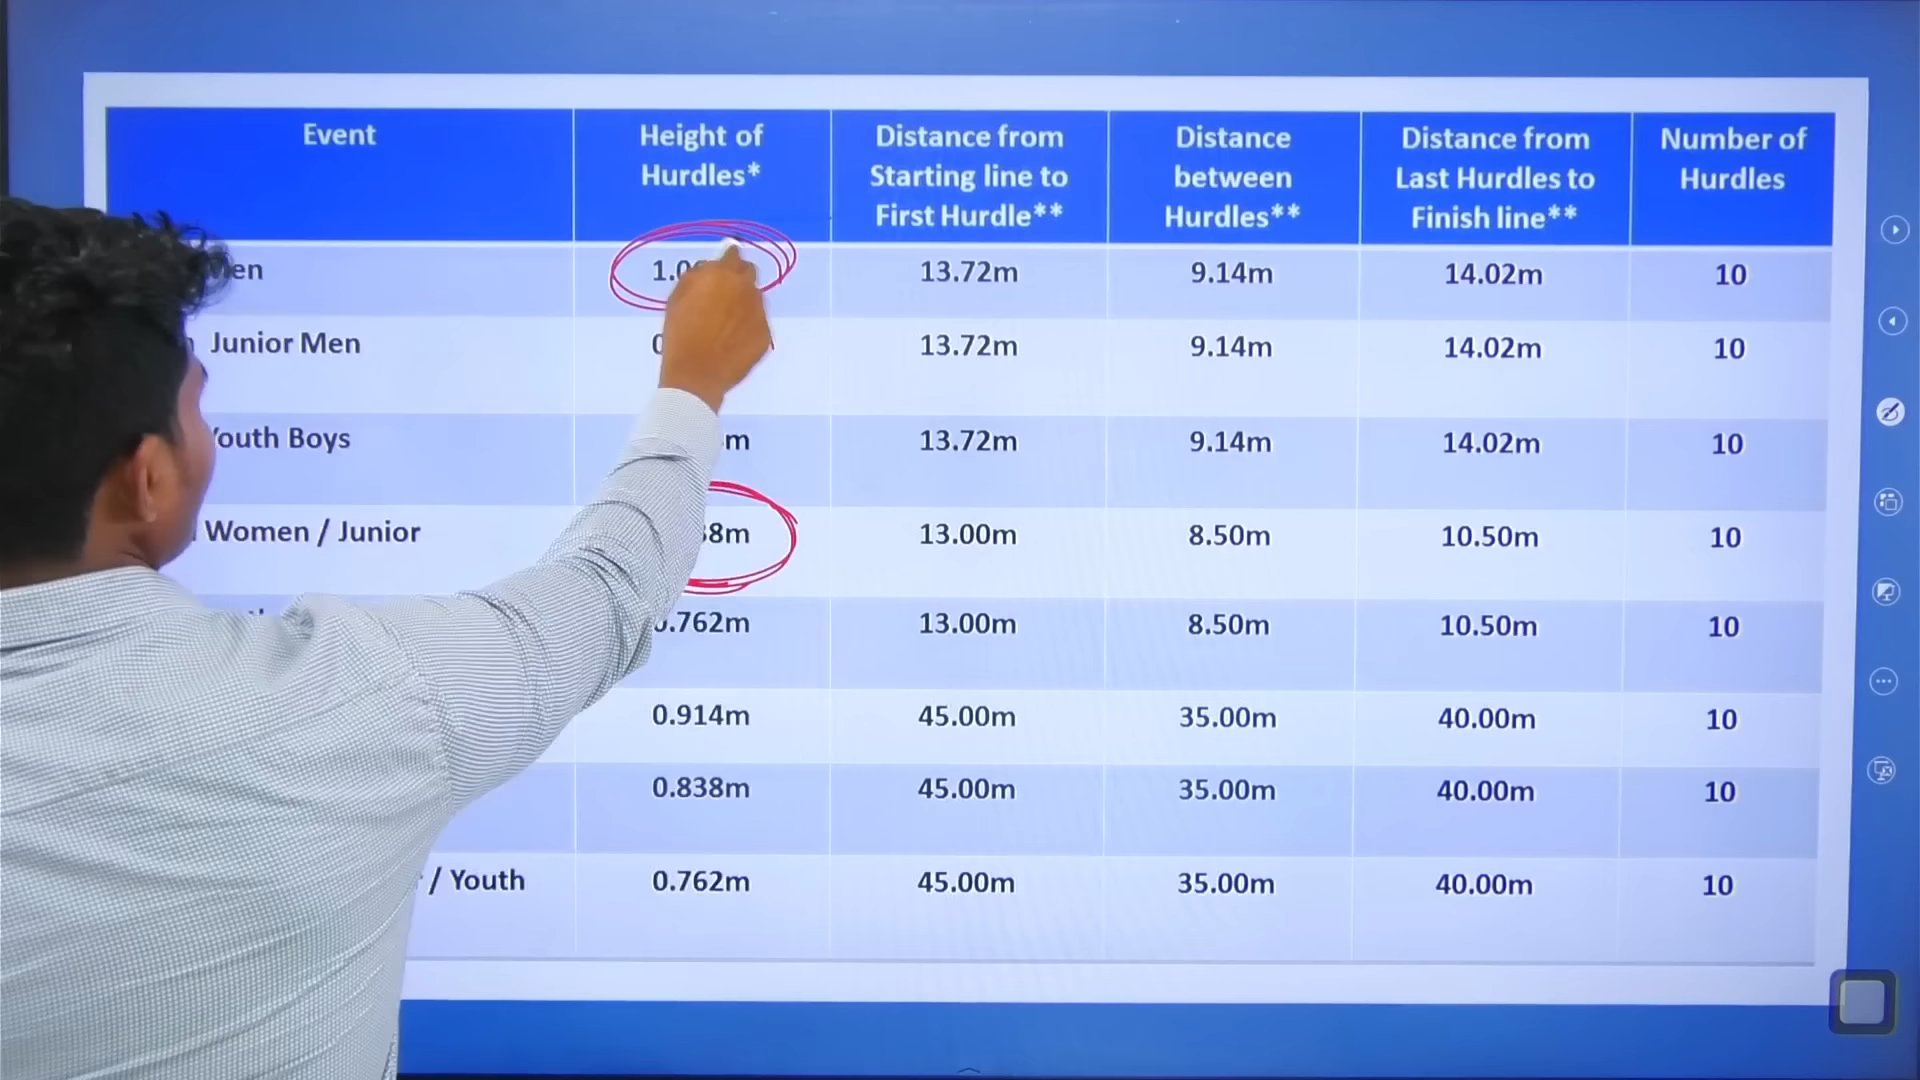 Event
Height of
Hurdles*
Distance from
Starting line to
First Hurdle**
Distance
between
Hurdles**
Distance from
Last Hurdles to
Finish line**
Number of
Hurdles
Men
13.72m
9.14m
14.02m
10
Junior Men
13.72m
9.14m
14.02m
10
Youth Boys
m
13.72m
9.14m
14.02m
10
Women / Junior
38m
13.00m
8.50m
10.50m
10
0.762m
13.00m
8.50m
10.50m
10
0.914m
45.00m
35.00m
40.00m
10
0.838m
45.00m
35.00m
40.00m
10
/ Youth
0.762m
45.00m
35.00m
40.00m
10